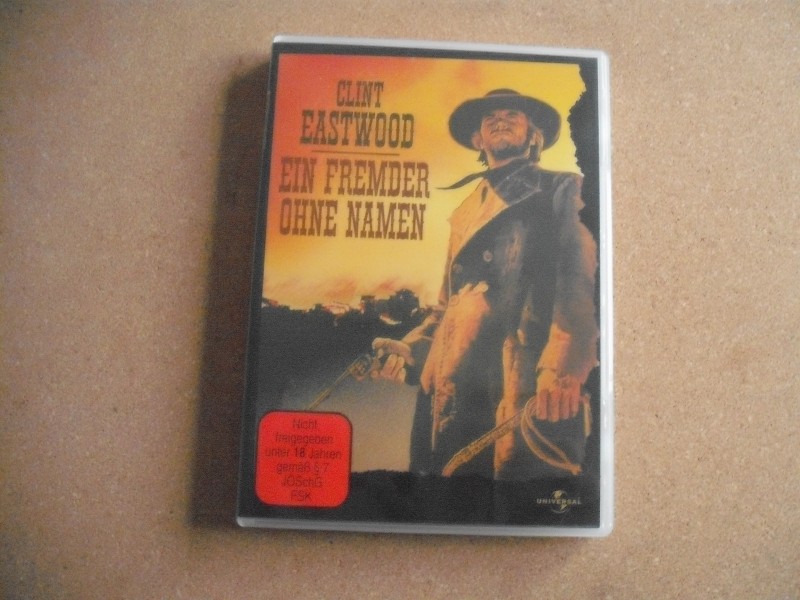 CLINT
EASTWOOD
EIN FREMDER
OHNE NAMEN
Nicht
freigegeben
unter 18 Jahren
gemäß § 7
JÖSchG
FSK
UNIVERSAL